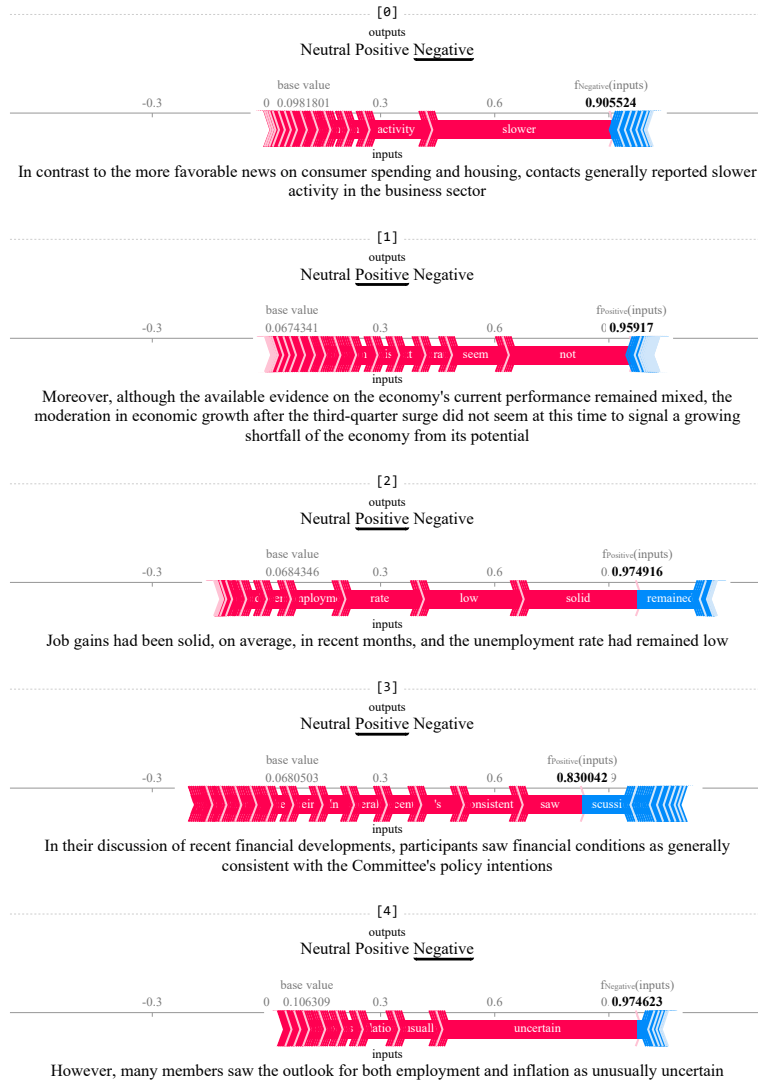 [0]
outputs
Neutral Positive Negative
base value
fNegative(inputs)
-0.3 0 0.0981801 0.3 0.6 0.905524
activity slower
inputs
In contrast to the more favorable news on consumer spending and housing, contacts generally reported slower
activity in the business sector
[1]
outputs
Neutral Positive Negative
base value
fPositive(inputs)
-0.3 0.0674341 0.3 0.6 0.95917
seem not
inputs
Moreover, although the available evidence on the economy's current performance remained mixed, the
moderation in economic growth after the third-quarter surge did not seem at this time to signal a growing
shortfall of the economy from its potential
[2]
outputs
Neutral Positive Negative
base value
fPositive(inputs)
-0.3 0.0684346 0.3 0.6 0.974916
rate low solid remained
inputs
Job gains had been solid, on average, in recent months, and the unemployment rate had remained low
[3]
outputs
Neutral Positive Negative
base value
fPositive(inputs)
-0.3 0.0680503 0.3 0.6 0.830042 9
's onsistent saw scussi
inputs
In their discussion of recent financial developments, participants saw financial conditions as generally
consistent with the Committee's policy intentions
[4]
outputs
Neutral Positive Negative
base value
fNegative(inputs)
-0.3 0 0.106309 0.3 0.6 0.974623
latio usuall uncertain
inputs
However, many members saw the outlook for both employment and inflation as unusually uncertain